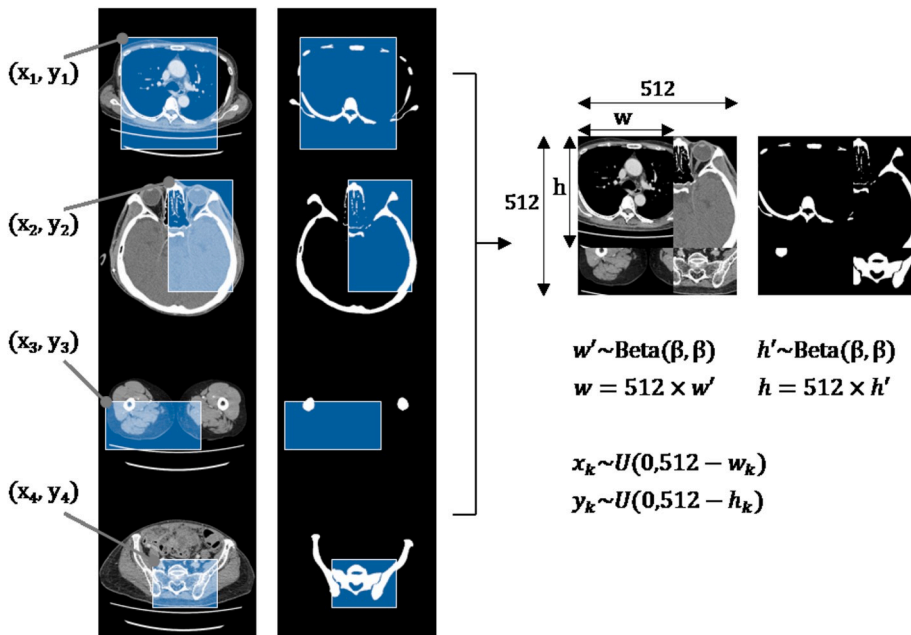 (x₁, y₁)
(x₂, y₂)
(x₃, y₃)
(x₄, y₄)
512
w
512
h
w′~Beta(β,β)
h′~Beta(β,β)
w = 512 × w′
h = 512 × h′
xₖ~U(0,512 − wₖ)
yₖ~U(0,512 − hₖ)